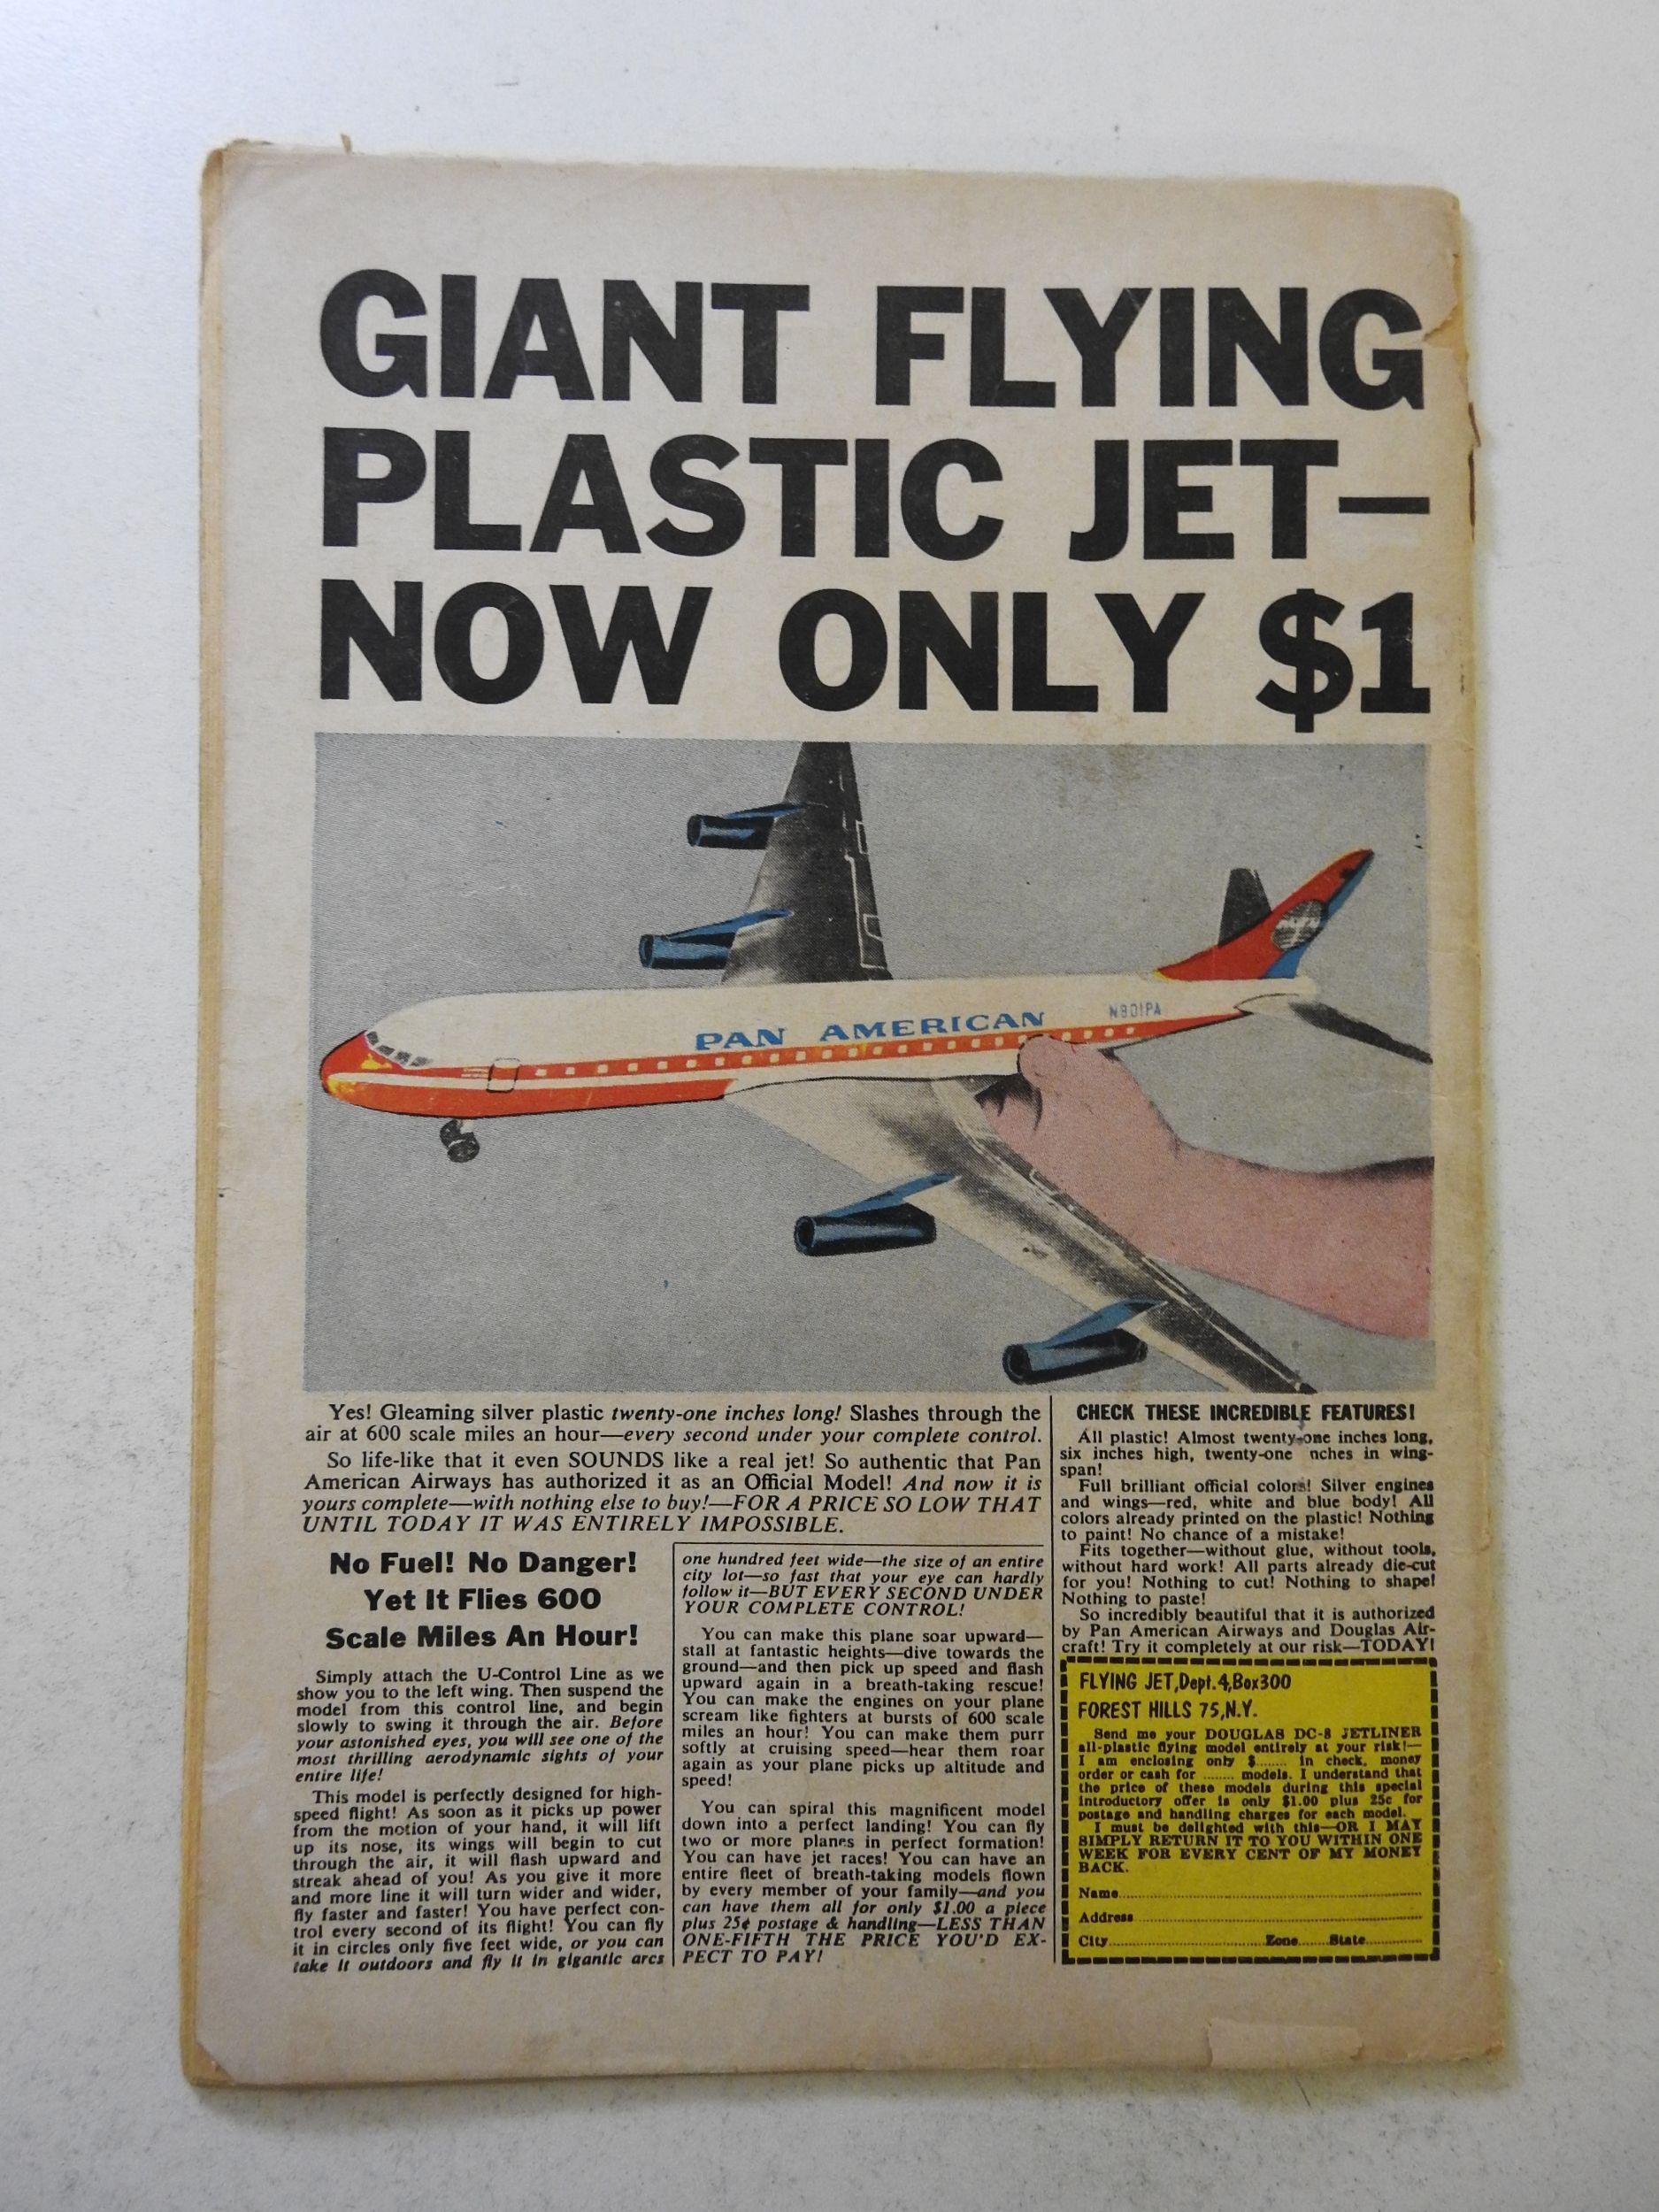 GIANT FLYING
PLASTIC JET—
NOW ONLY $1
PAN AMERICAN
N801PA
Yes! Gleaming silver plastic twenty-one inches long! Slashes through the
air at 600 scale miles an hour—every second under your complete control.
So life-like that it even SOUNDS like a real jet! So authentic that Pan
American Airways has authorized it as an Official Model! And now it is
yours complete—with nothing else to buy!—FOR A PRICE SO LOW THAT
UNTIL TODAY IT WAS ENTIRELY IMPOSSIBLE.
No Fuel! No Danger!
Yet It Flies 600
Scale Miles An Hour!
Simply attach the U-Control Line as we
show you to the left wing. Then suspend the
model from this control line, and begin
slowly to swing it through the air. Before
your astonished eyes, you will see one of the
most thrilling aerodynamic sights of your
entire life!
This model is perfectly designed for high-
speed flight! As soon as it picks up power
from the motion of your hand, it will lift
up its nose, its wings will begin to cut
through the air, it will flash upward and
streak ahead of you! As you give it more
and more line it will turn wider and wider,
fly faster and faster! You have perfect con-
trol every second of its flight! You can fly
it in circles only five feet wide, or you can
take it outdoors and fly it in gigantic arcs
one hundred feet wide—the size of an entire
city lot—so fast that your eye can hardly
follow it—BUT EVERY SECOND UNDER
YOUR COMPLETE CONTROL!
You can make this plane soar upward—
stall at fantastic heights—dive towards the
ground—and then pick up speed and flash
upward again in a breath-taking rescue!
You can make the engines on your plane
scream like fighters at bursts of 600 scale
miles an hour! You can make them purr
softly at cruising speed—hear them roar
again as your plane picks up altitude and
speed!
You can spiral this magnificent model
down into a perfect landing! You can fly
two or more planes in perfect formation!
You can have jet races! You can have an
entire fleet of breath-taking models flown
by every member of your family—and you
can have them all for only $1.00 a piece
plus 25¢ postage & handling—LESS THAN
ONE-FIFTH THE PRICE YOU'D EX-
PECT TO PAY!
CHECK THESE INCREDIBLE FEATURES!
All plastic! Almost twenty-one inches long,
six inches high, twenty-one nches in wing-
span!
Full brilliant official colors! Silver engines
and wings—red, white and blue body! All
colors already printed on the plastic! Nothing
to paint! No chance of a mistake!
Fits together—without glue, without tools,
without hard work! All parts already die-cut
for you! Nothing to cut! Nothing to shape!
Nothing to paste!
So incredibly beautiful that it is authorized
by Pan American Airways and Douglas Air-
craft! Try it completely at our risk—TODAY!
FLYING JET, Dept. 4, Box 300
FOREST HILLS 75, N.Y.
Send me your DOUGLAS DC-8 JETLINER
all-plastic flying model entirely at your risk!—
I am enclosing only $........ in check, money
order or cash for ........ models. I understand that
the price of these models during this special
introductory offer is only $1.00 plus 25c for
postage and handling charges for each model.
I must be delighted with this—OR I MAY
SIMPLY RETURN IT TO YOU WITHIN ONE
WEEK FOR EVERY CENT OF MY MONEY
BACK.
Name
Address
City Zone State